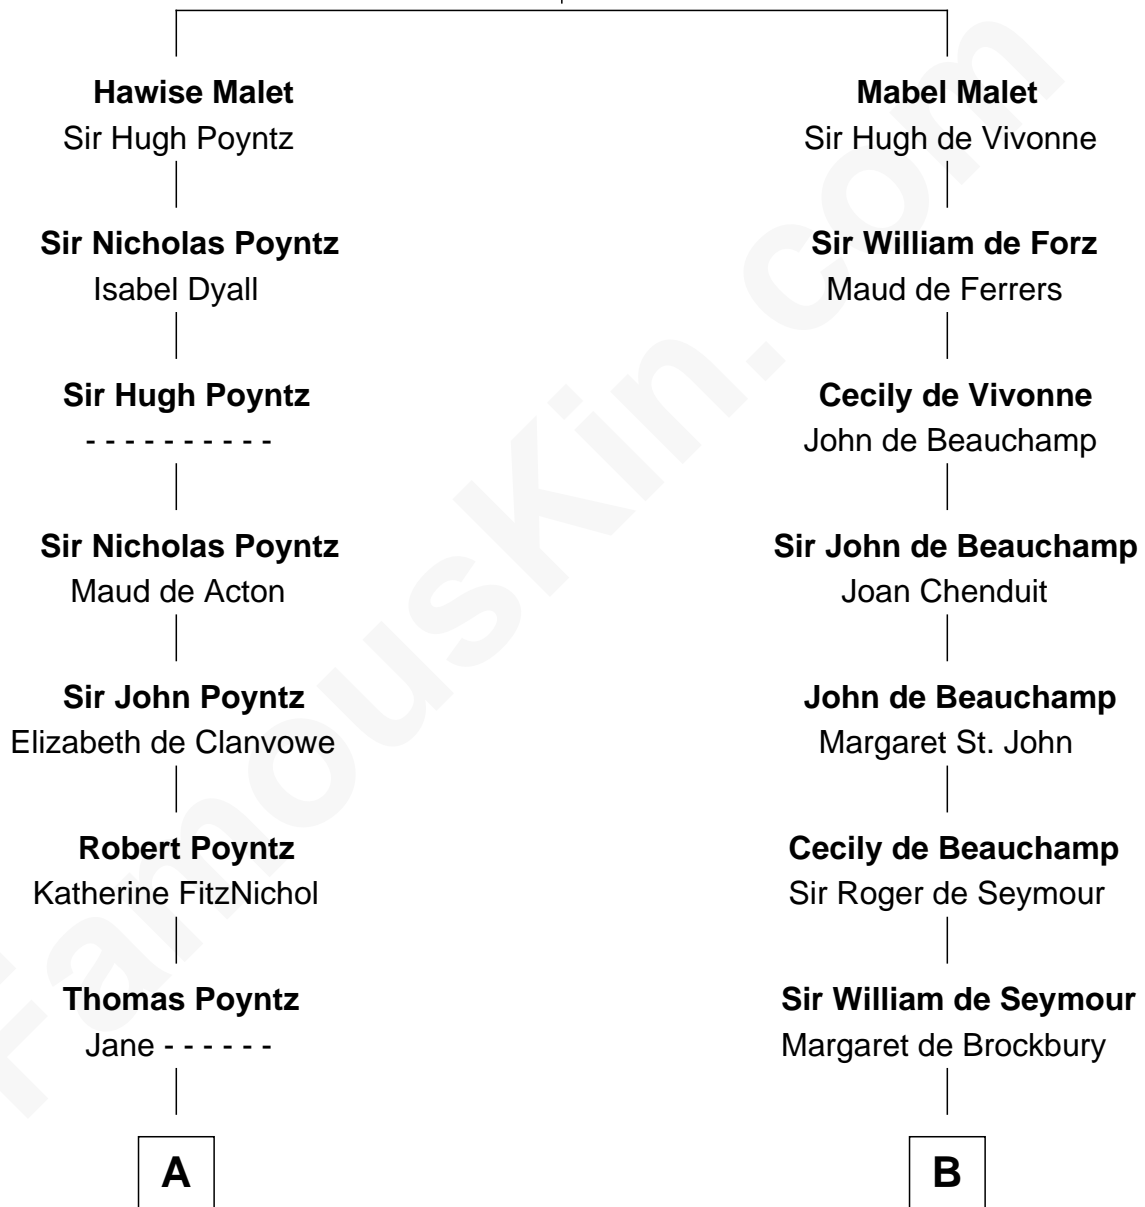 Hawise Malet
Sir Hugh Poyntz
Mabel Malet
Sir Hugh de Vivonne
Sir Nicholas Poyntz
Isabel Dyall
Sir William de Forz
Maud de Ferrers
Sir Hugh Poyntz
- - - - - - - - - -
Cecily de Vivonne
John de Beauchamp
Sir Nicholas Poyntz
Maud de Acton
Sir John de Beauchamp
Joan Chenduit
Sir John Poyntz
Elizabeth de Clanvowe
John de Beauchamp
Margaret St. John
Robert Poyntz
Katherine FitzNichol
Cecily de Beauchamp
Sir Roger de Seymour
Thomas Poyntz
Jane - - - - - -
Sir William de Seymour
Margaret de Brockbury
A
B
FamousKin.com